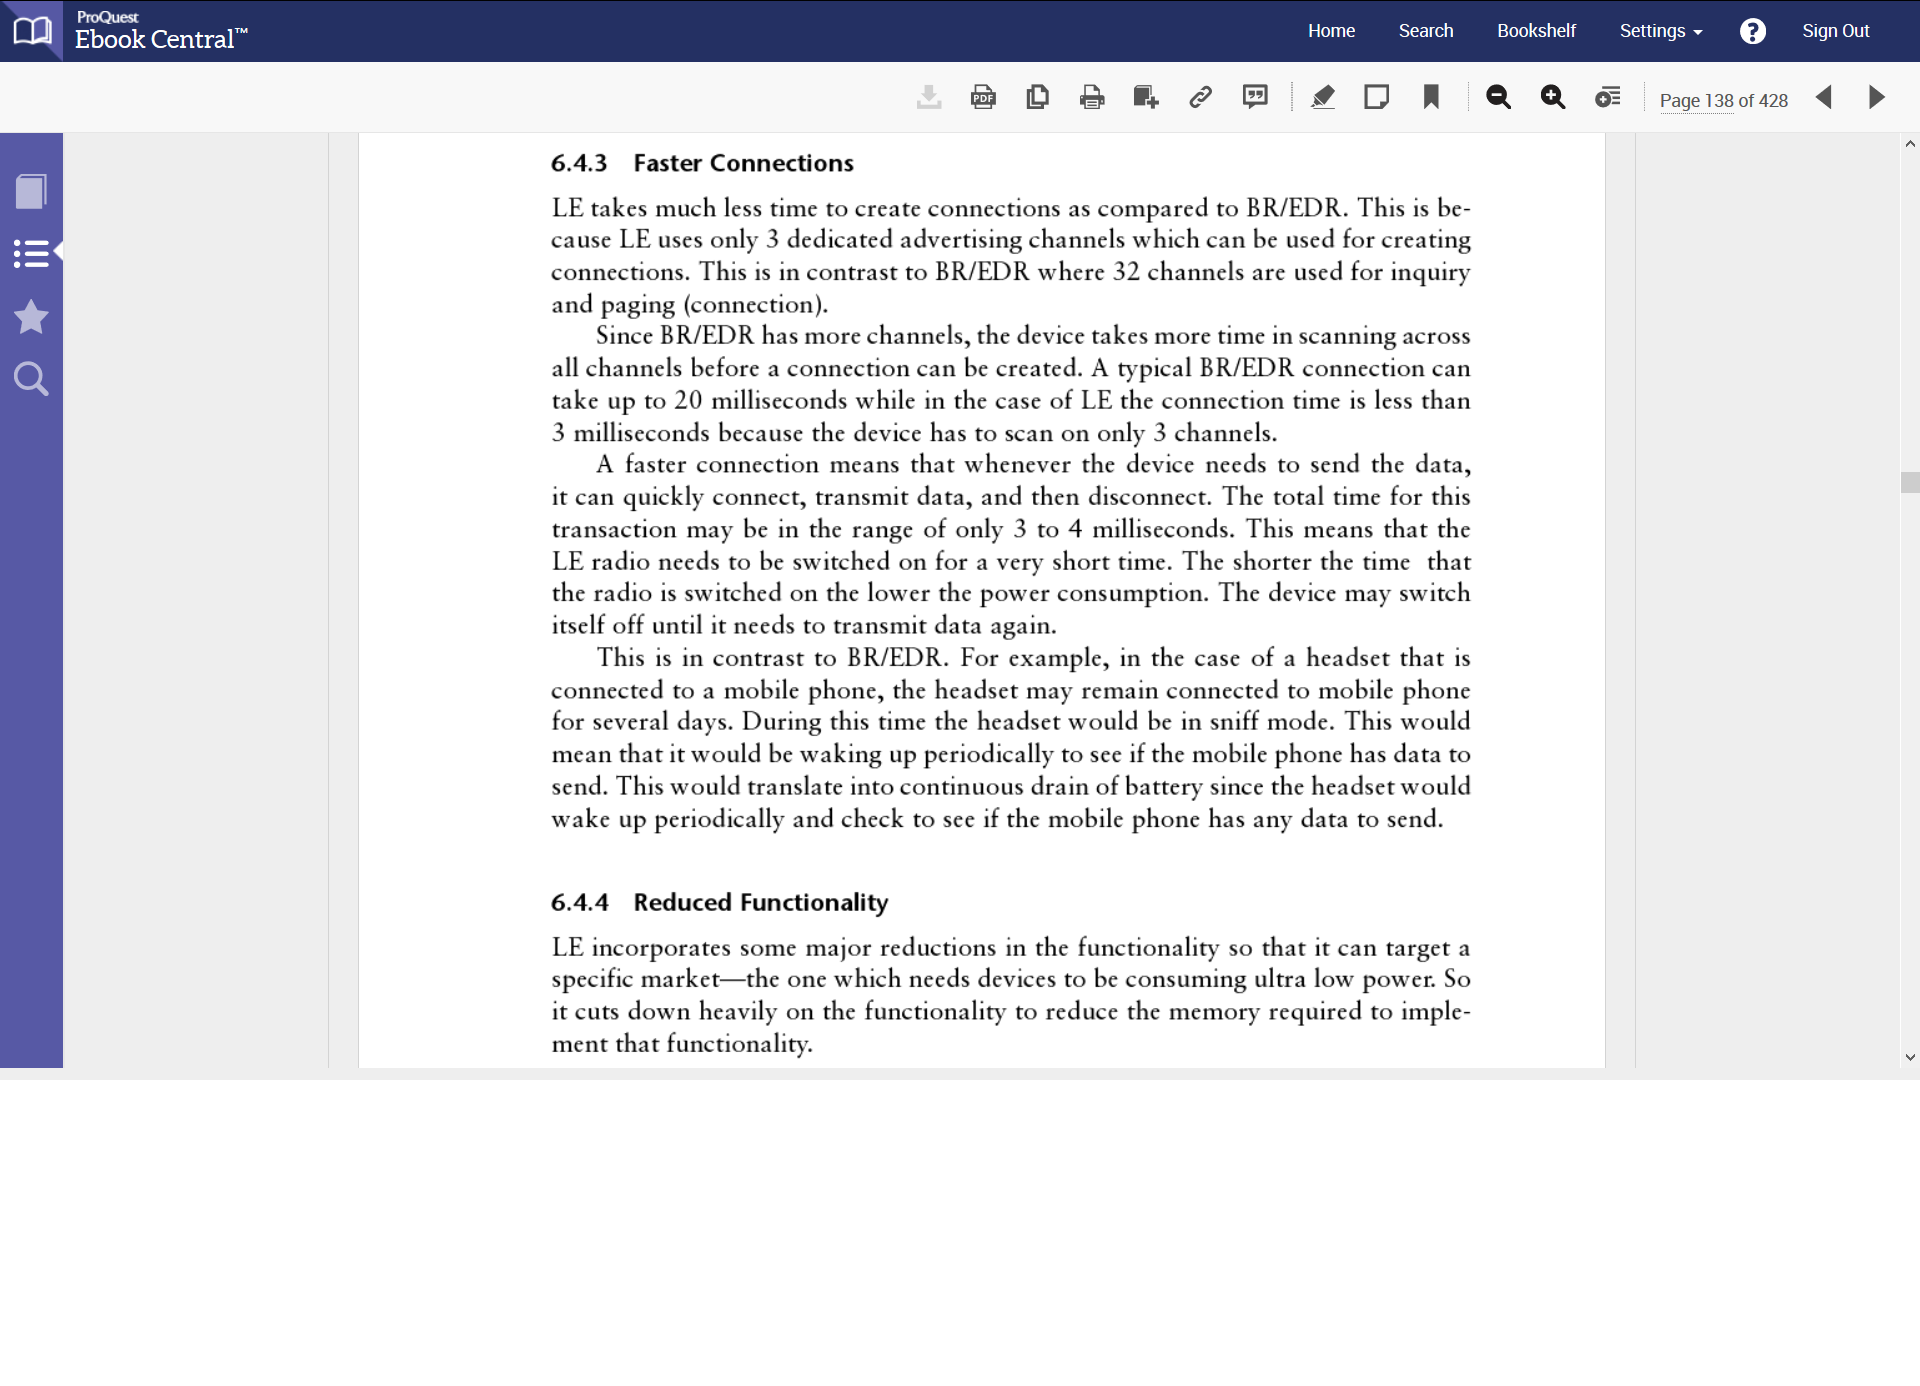 ProQuest
Ebook Central™
Home Search Bookshelf Settings ? Sign Out
PDF
Page 138 of 428
6.4.3 Faster Connections
LE takes much less time to create connections as compared to BR/EDR. This is be-
cause LE uses only 3 dedicated advertising channels which can be used for creating
connections. This is in contrast to BR/EDR where 32 channels are used for inquiry
and paging (connection).
Since BR/EDR has more channels, the device takes more time in scanning across
all channels before a connection can be created. A typical BR/EDR connection can
take up to 20 milliseconds while in the case of LE the connection time is less than
3 milliseconds because the device has to scan on only 3 channels.
A faster connection means that whenever the device needs to send the data,
it can quickly connect, transmit data, and then disconnect. The total time for this
transaction may be in the range of only 3 to 4 milliseconds. This means that the
LE radio needs to be switched on for a very short time. The shorter the time that
the radio is switched on the lower the power consumption. The device may switch
itself off until it needs to transmit data again.
This is in contrast to BR/EDR. For example, in the case of a headset that is
connected to a mobile phone, the headset may remain connected to mobile phone
for several days. During this time the headset would be in sniff mode. This would
mean that it would be waking up periodically to see if the mobile phone has data to
send. This would translate into continuous drain of battery since the headset would
wake up periodically and check to see if the mobile phone has any data to send.
6.4.4 Reduced Functionality
LE incorporates some major reductions in the functionality so that it can target a
specific market—the one which needs devices to be consuming ultra low power. So
it cuts down heavily on the functionality to reduce the memory required to imple-
ment that functionality.